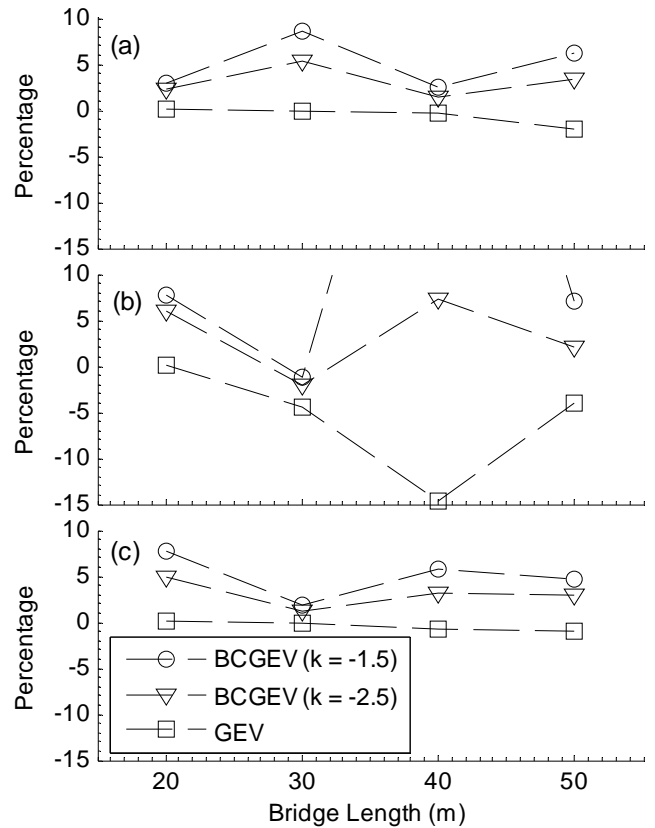 (a)
Percentage
10
5
0
-5
-10
-15
(b)
Percentage
10
5
0
-5
-10
-15
(c)
Percentage
10
5
0
-5
-10
-15
BCGEV (k = -1.5)
BCGEV (k = -2.5)
GEV
20 30 40 50
Bridge Length (m)